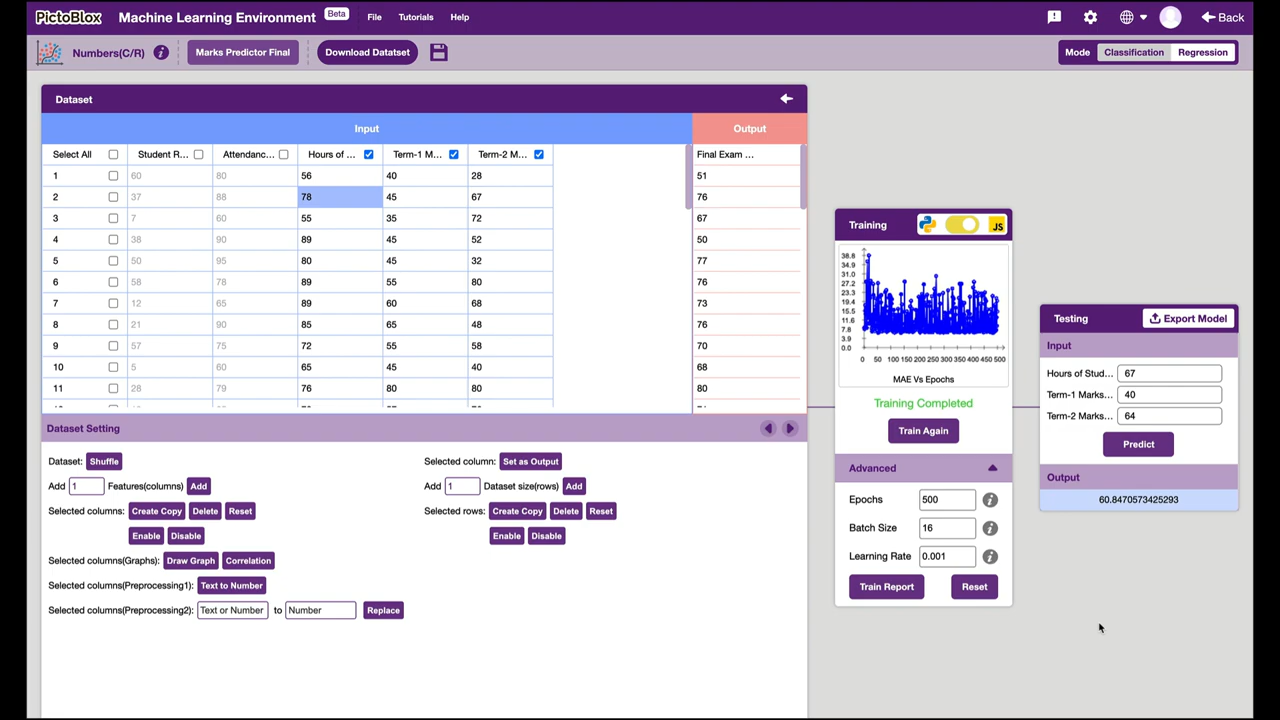 PictoBlox Machine Learning Environment Beta File Tutorials Help Back
Numbers(C/R) Marks Predictor Final Download Dataset Mode Classification Regression
Dataset
Input Output
Select All Student R... Attendanc... Hours of ... Term-1 M... Term-2 M... Final Exam ...
1 60 80 56 40 28 51
2 37 88 78 45 67 76
3 7 60 55 35 72 67
4 38 90 89 45 52 50
5 50 95 80 45 32 77
6 58 78 89 55 80 76
7 12 65 89 60 68 73
8 21 90 85 65 48 76
9 57 75 72 55 58 70
10 5 60 65 45 40 68
11 28 79 76 80 80 80
Dataset Setting
Dataset: Shuffle
Add 1 Features(columns) Add
Selected columns: Create Copy Delete Reset
Enable Disable
Selected columns(Graphs): Draw Graph Correlation
Selected columns(Preprocessing1): Text to Number
Selected columns(Preprocessing2): Text or Number to Number Replace
Selected column: Set as Output
Add 1 Dataset size(rows) Add
Selected rows: Create Copy Delete Reset
Enable Disable
Training JS
38.8
34.9
31.0
27.2
23.3
19.4
15.5
11.6
7.8
3.9
0.0
0 50 100 150 200 250 300 350 400 450 500
MAE Vs Epochs
Training Completed
Train Again
Advanced
Epochs 500
Batch Size 16
Learning Rate 0.001
Train Report Reset
Testing Export Model
Input
Hours of Stud... 67
Term-1 Marks... 40
Term-2 Marks... 64
Predict
Output
60.8470573425293